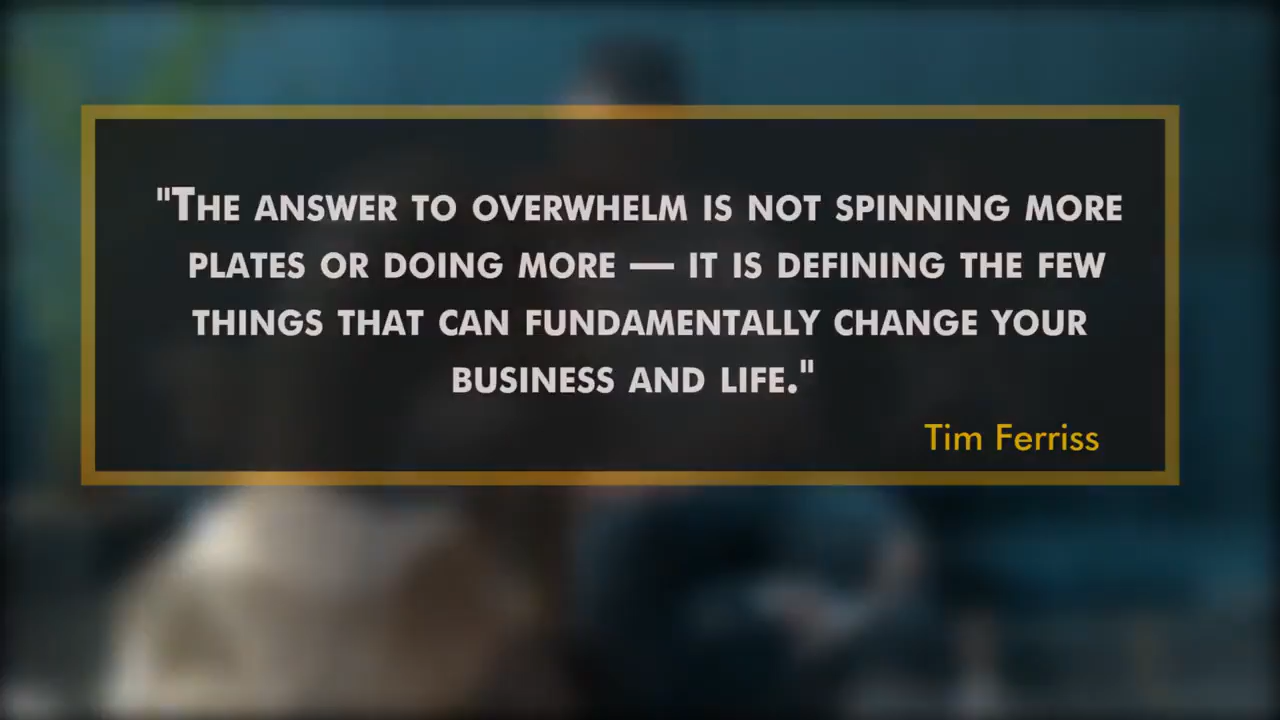 "The answer to overwhelm is not spinning more
plates or doing more — it is defining the few
things that can fundamentally change your
business and life."
Tim Ferriss